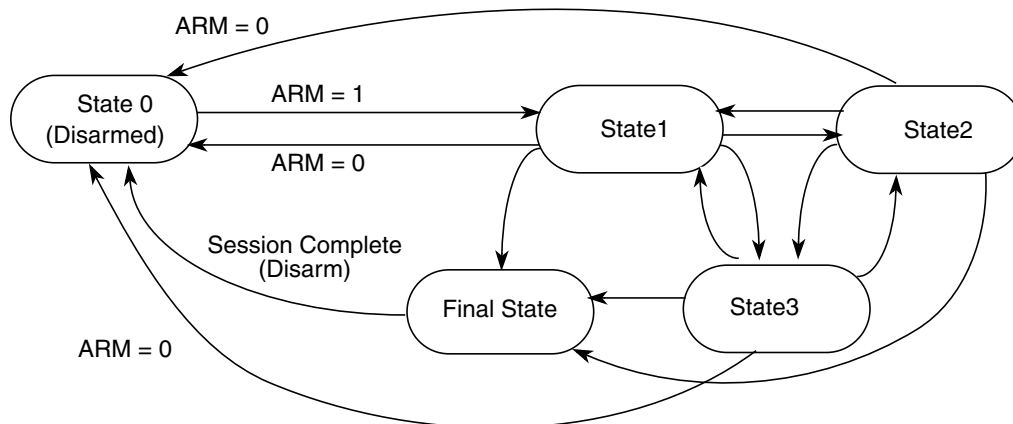 ARM = 0
State 0
(Disarmed)
ARM = 1
State1
State2
ARM = 0
Session Complete
(Disarm)
Final State
State3
ARM = 0